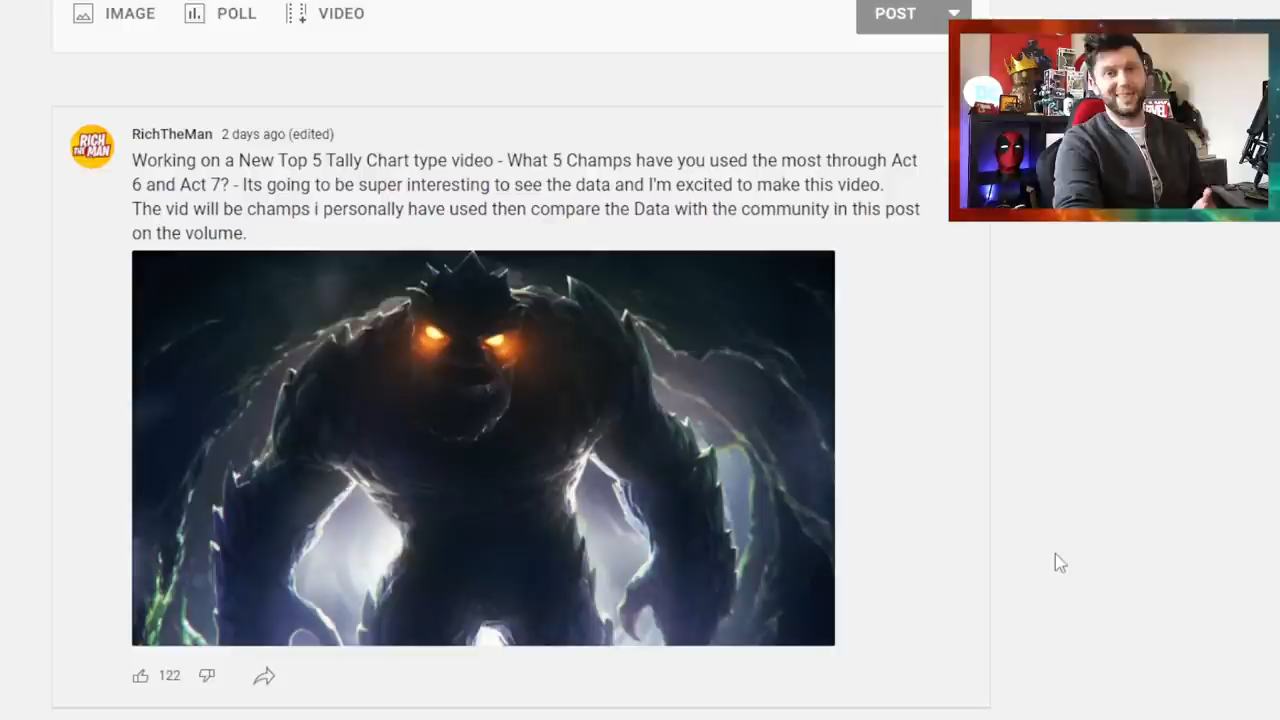 IMAGE POLL VIDEO POST
RichTheMan 2 days ago (edited)
RICH
THE MAN
Working on a New Top 5 Tally Chart type video - What 5 Champs have you used the most through Act
6 and Act 7? - Its going to be super interesting to see the data and I'm excited to make this video.
The vid will be champs i personally have used then compare the Data with the community in this post
on the volume.
122